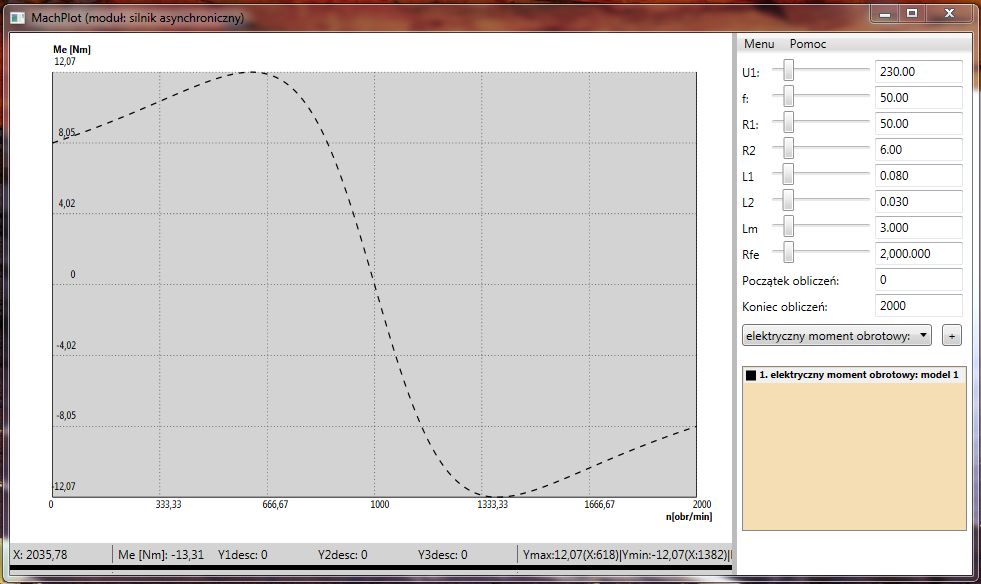 MachPlot (moduł: silnik asynchroniczny)
Menu Pomoc
Me [Nm]
12,07
8,05
4,02
0
-4,02
-8,05
-12,07
0 333,33 666,67 1000 1333,33 1666,67 2000
n[obr/min]
U1: 230.00
f: 50.00
R1: 50.00
R2 6.00
L1 0.080
L2 0.030
Lm 3.000
Rfe 2,000.000
Początek obliczeń: 0
Koniec obliczeń: 2000
elektryczny moment obrotowy: +
1. elektryczny moment obrotowy: model 1
X: 2035,78 Me [Nm]: -13,31 Y1desc: 0 Y2desc: 0 Y3desc: 0 Ymax:12,07(X:618)|Ymin:-12,07(X:1382)|